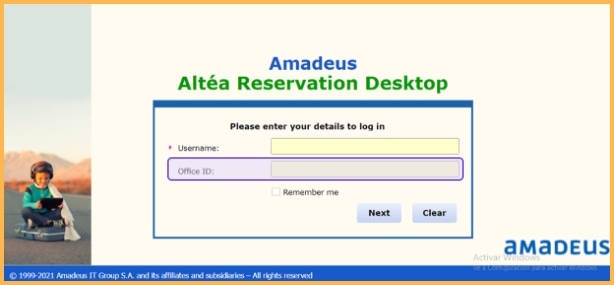 Amadeus
Altéa Reservation Desktop
Please enter your details to log in
Username:
Office ID:
Remember me
Next Clear
amadeus
Activar Windows
Ve a Configuración para activar Windows.
© 1999-2021 Amadeus IT Group S.A. and its affiliates and subsidiaries – All rights reserved